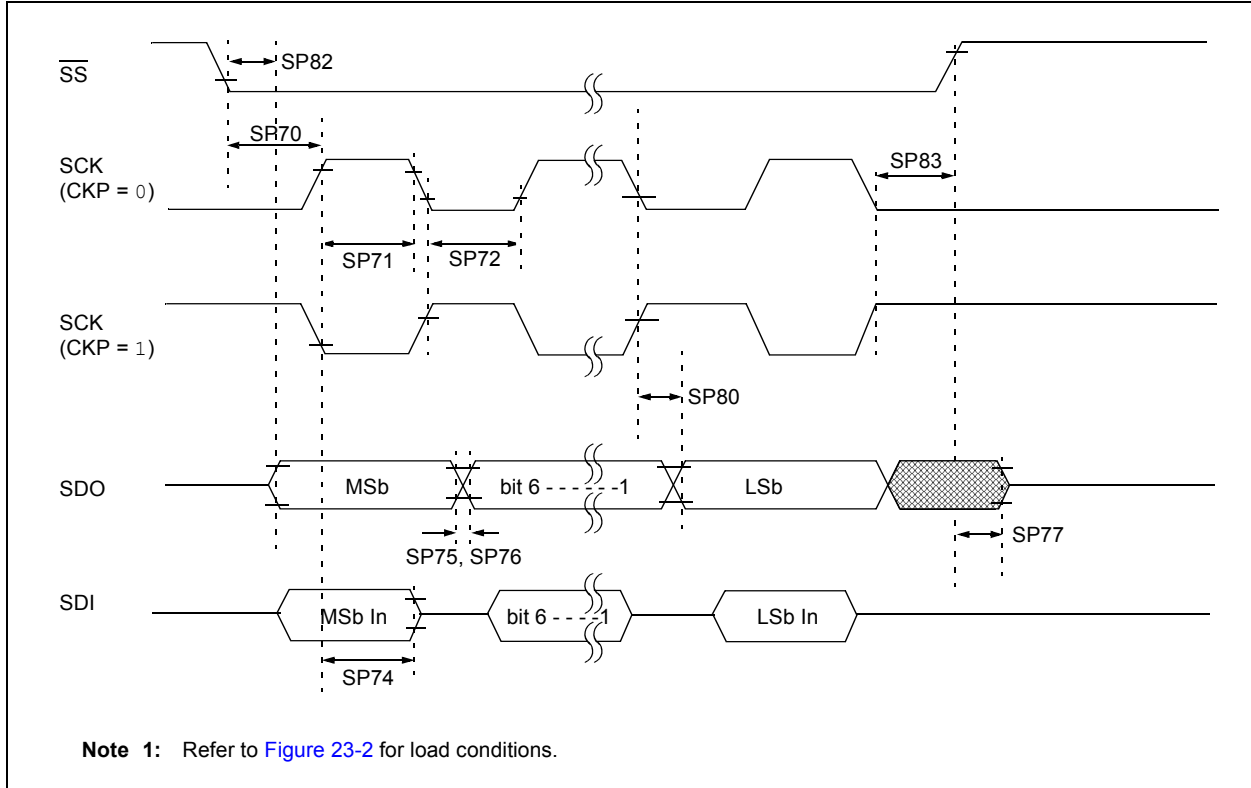 SS
SP82
SP70
SCK
(CKP = 0)
SP83
SP71
SP72
SCK
(CKP = 1)
SP80
SDO
MSb
bit 6 - - - - - -1
LSb
SP75, SP76
SP77
SDI
MSb In
bit 6 - - - -1
LSb In
SP74
Note 1: Refer to Figure 23-2 for load conditions.